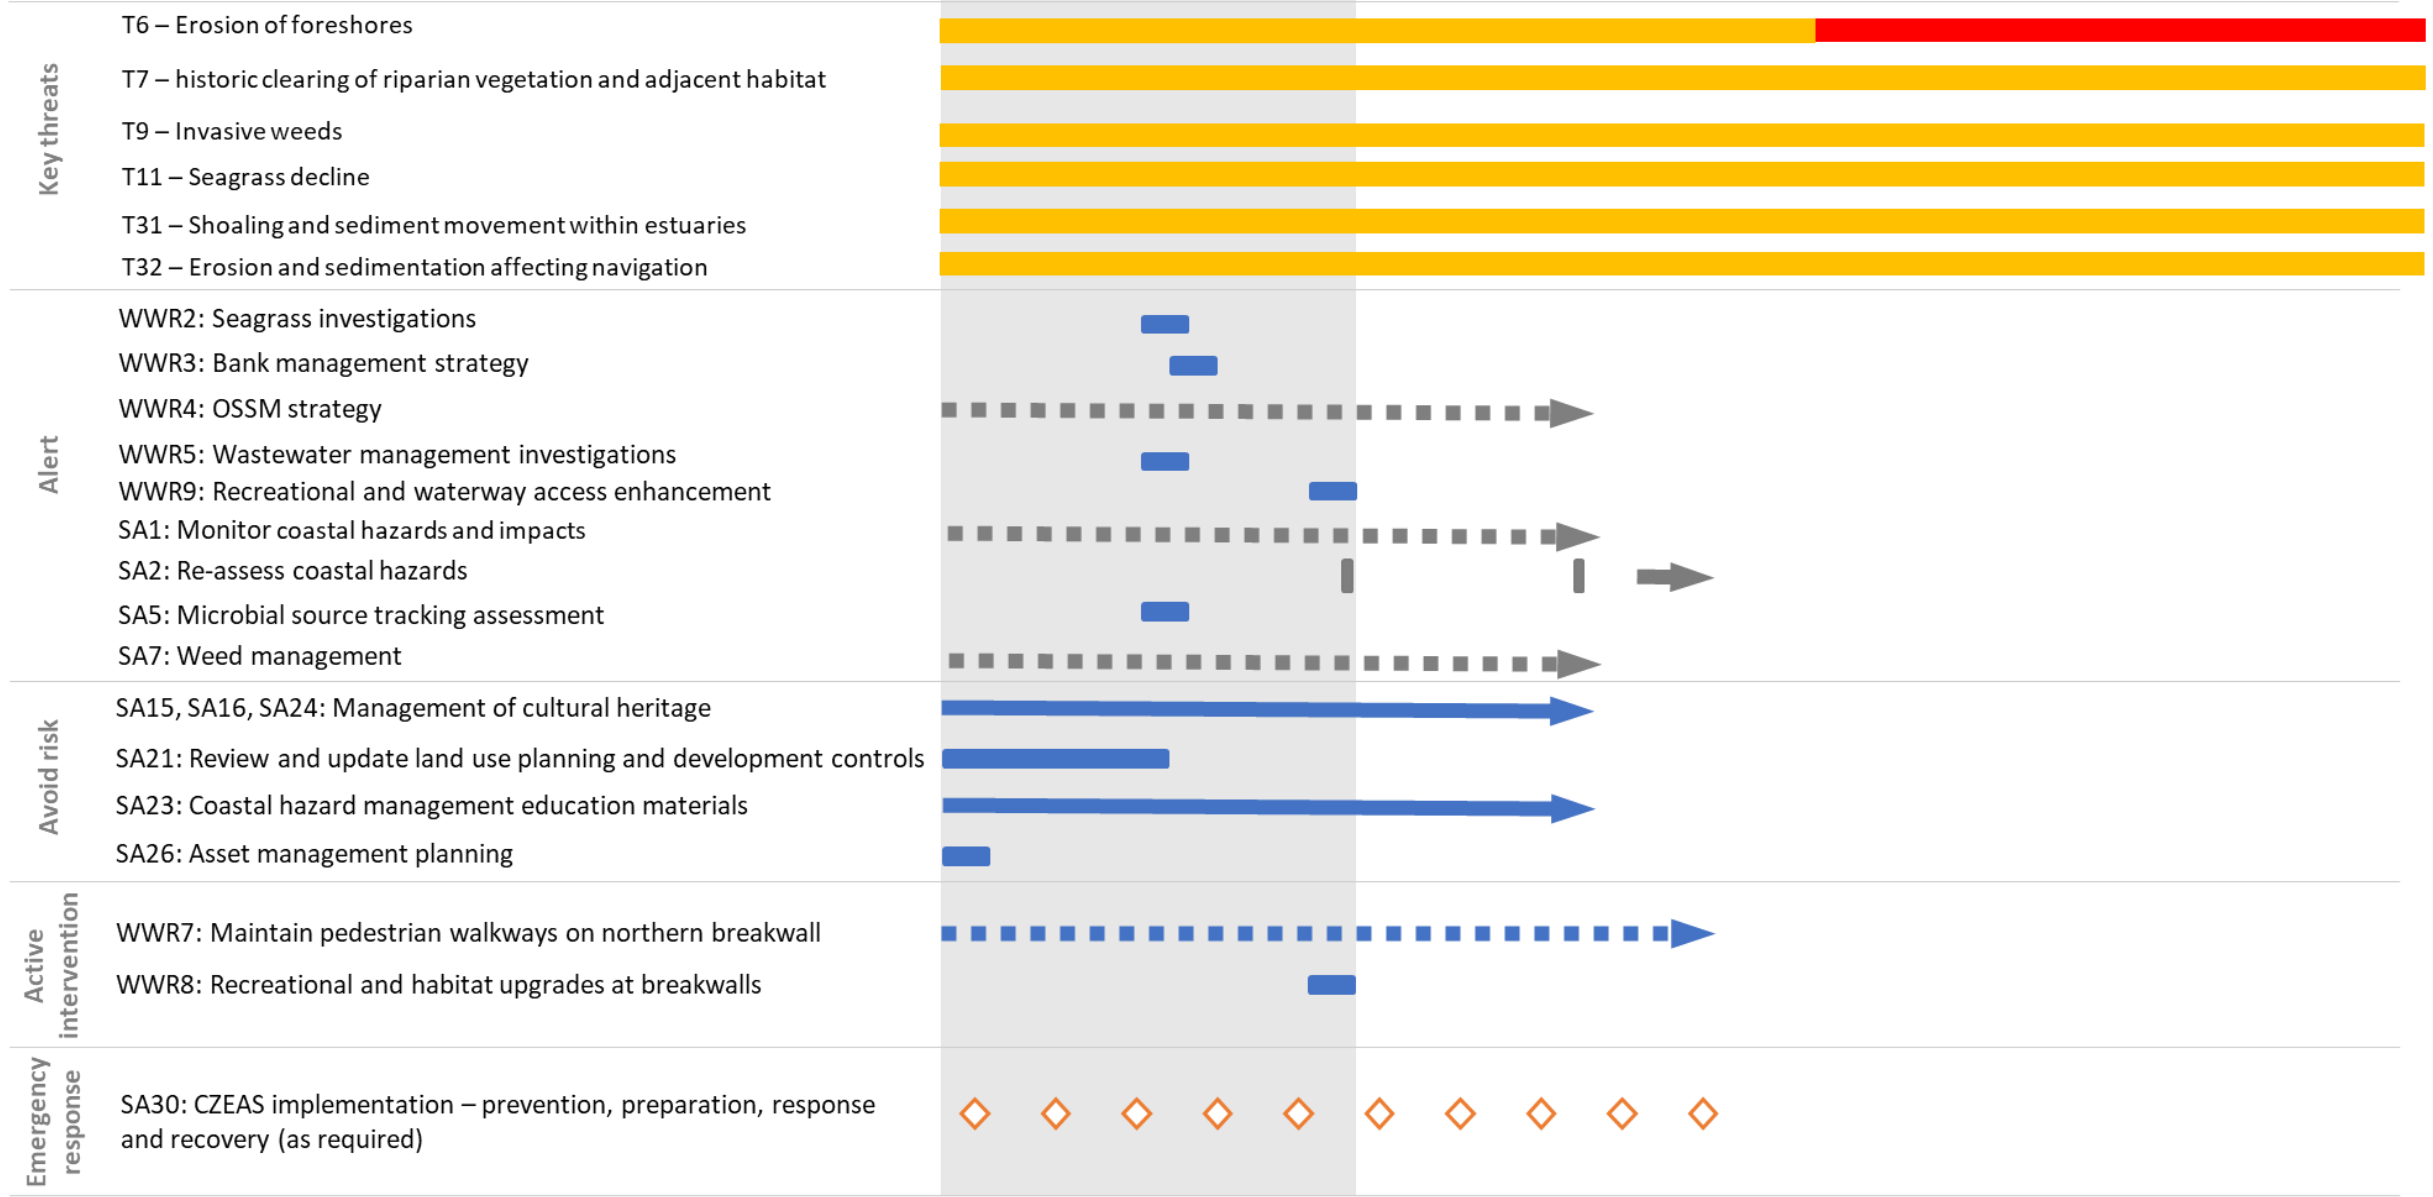 Key threats
T6 – Erosion of foreshores
T7 – historic clearing of riparian vegetation and adjacent habitat
T9 – Invasive weeds
T11 – Seagrass decline
T31 – Shoaling and sediment movement within estuaries
T32 – Erosion and sedimentation affecting navigation
Alert
WWR2: Seagrass investigations
WWR3: Bank management strategy
WWR4: OSSM strategy
WWR5: Wastewater management investigations
WWR9: Recreational and waterway access enhancement
SA1: Monitor coastal hazards and impacts
SA2: Re-assess coastal hazards
SA5: Microbial source tracking assessment
SA7: Weed management
Avoid risk
SA15, SA16, SA24: Management of cultural heritage
SA21: Review and update land use planning and development controls
SA23: Coastal hazard management education materials
SA26: Asset management planning
Active
intervention
WWR7: Maintain pedestrian walkways on northern breakwall
WWR8: Recreational and habitat upgrades at breakwalls
Emergency
response
SA30: CZEAS implementation – prevention, preparation, response
and recovery (as required)